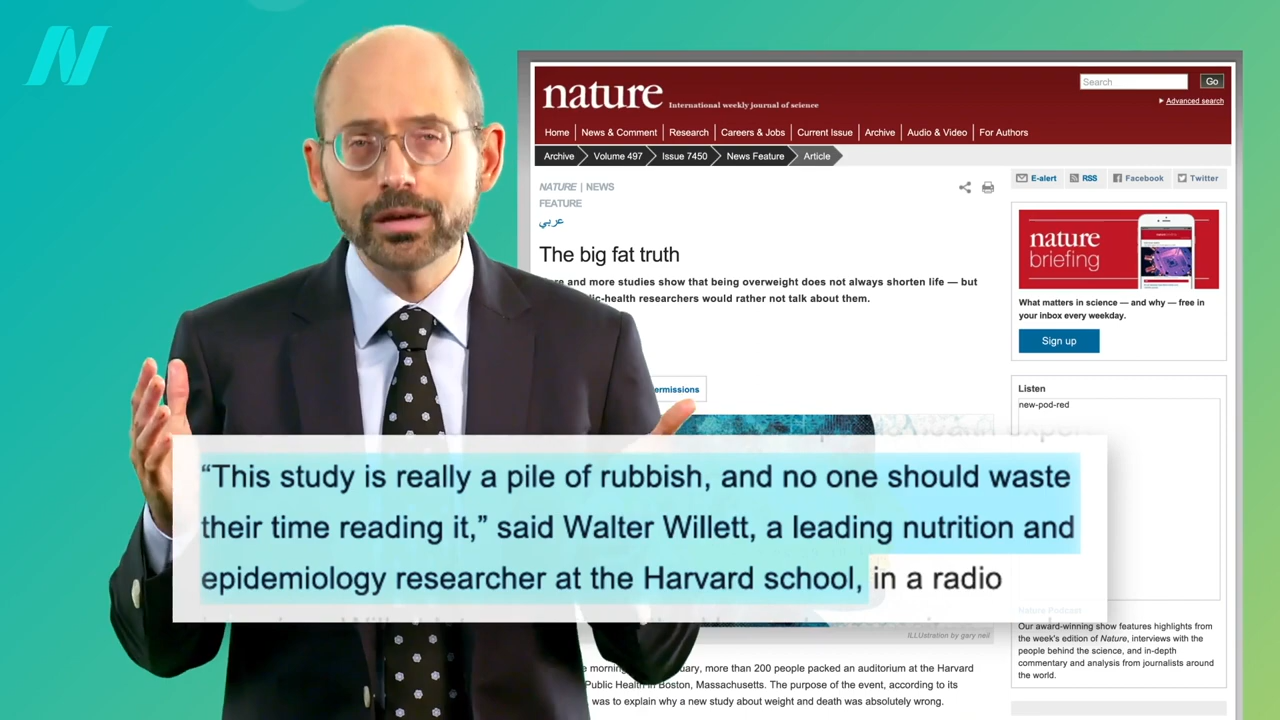 N
nature International weekly journal of science
Search Go
Advanced search
Home News & Comment Research Careers & Jobs Current Issue Archive Audio & Video For Authors
Archive Volume 497 Issue 7450 News Feature Article
NATURE | NEWS
FEATURE
عربي
E-alert RSS Facebook Twitter
The big fat truth
and more studies show that being overweight does not always shorten life — but
researchers would rather not talk about them.
nature
briefing
What matters in science — and why — free in
your inbox every weekday.
Sign up
ermissions
Listen
new-pod-red
“This study is really a pile of rubbish, and no one should waste
their time reading it,” said Walter Willett, a leading nutrition and
epidemiology researcher at the Harvard school, in a radio
Nature Podcast
Our award-winning show features highlights from
the week's edition of Nature, interviews with the
people behind the science, and in-depth
commentary and analysis from journalists around
the world.
ILLUstration by gary neil
more than 200 people packed an auditorium at the Harvard
Public Health in Boston, Massachusetts. The purpose of the event, according to its
was to explain why a new study about weight and death was absolutely wrong.